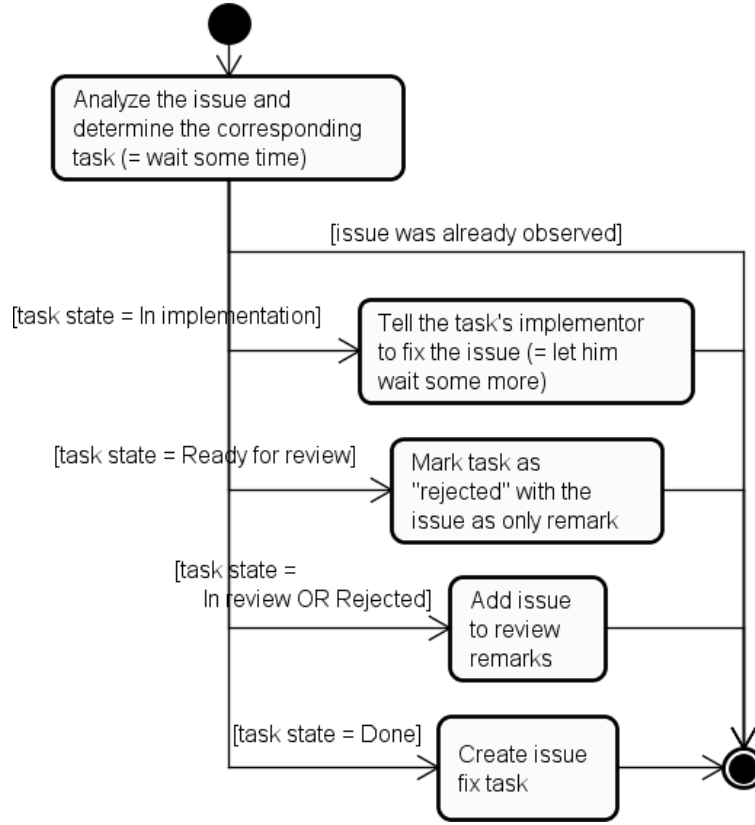 Analyze the issue and
determine the corresponding
task (= wait some time)
[issue was already observed]
[task state = In implementation]
Tell the task's implementor
to fix the issue (= let him
wait some more)
[task state = Ready for review]
Mark task as
"rejected" with the
issue as only remark
[task state =
In review OR Rejected]
Add issue
to review
remarks
[task state = Done]
Create issue
fix task